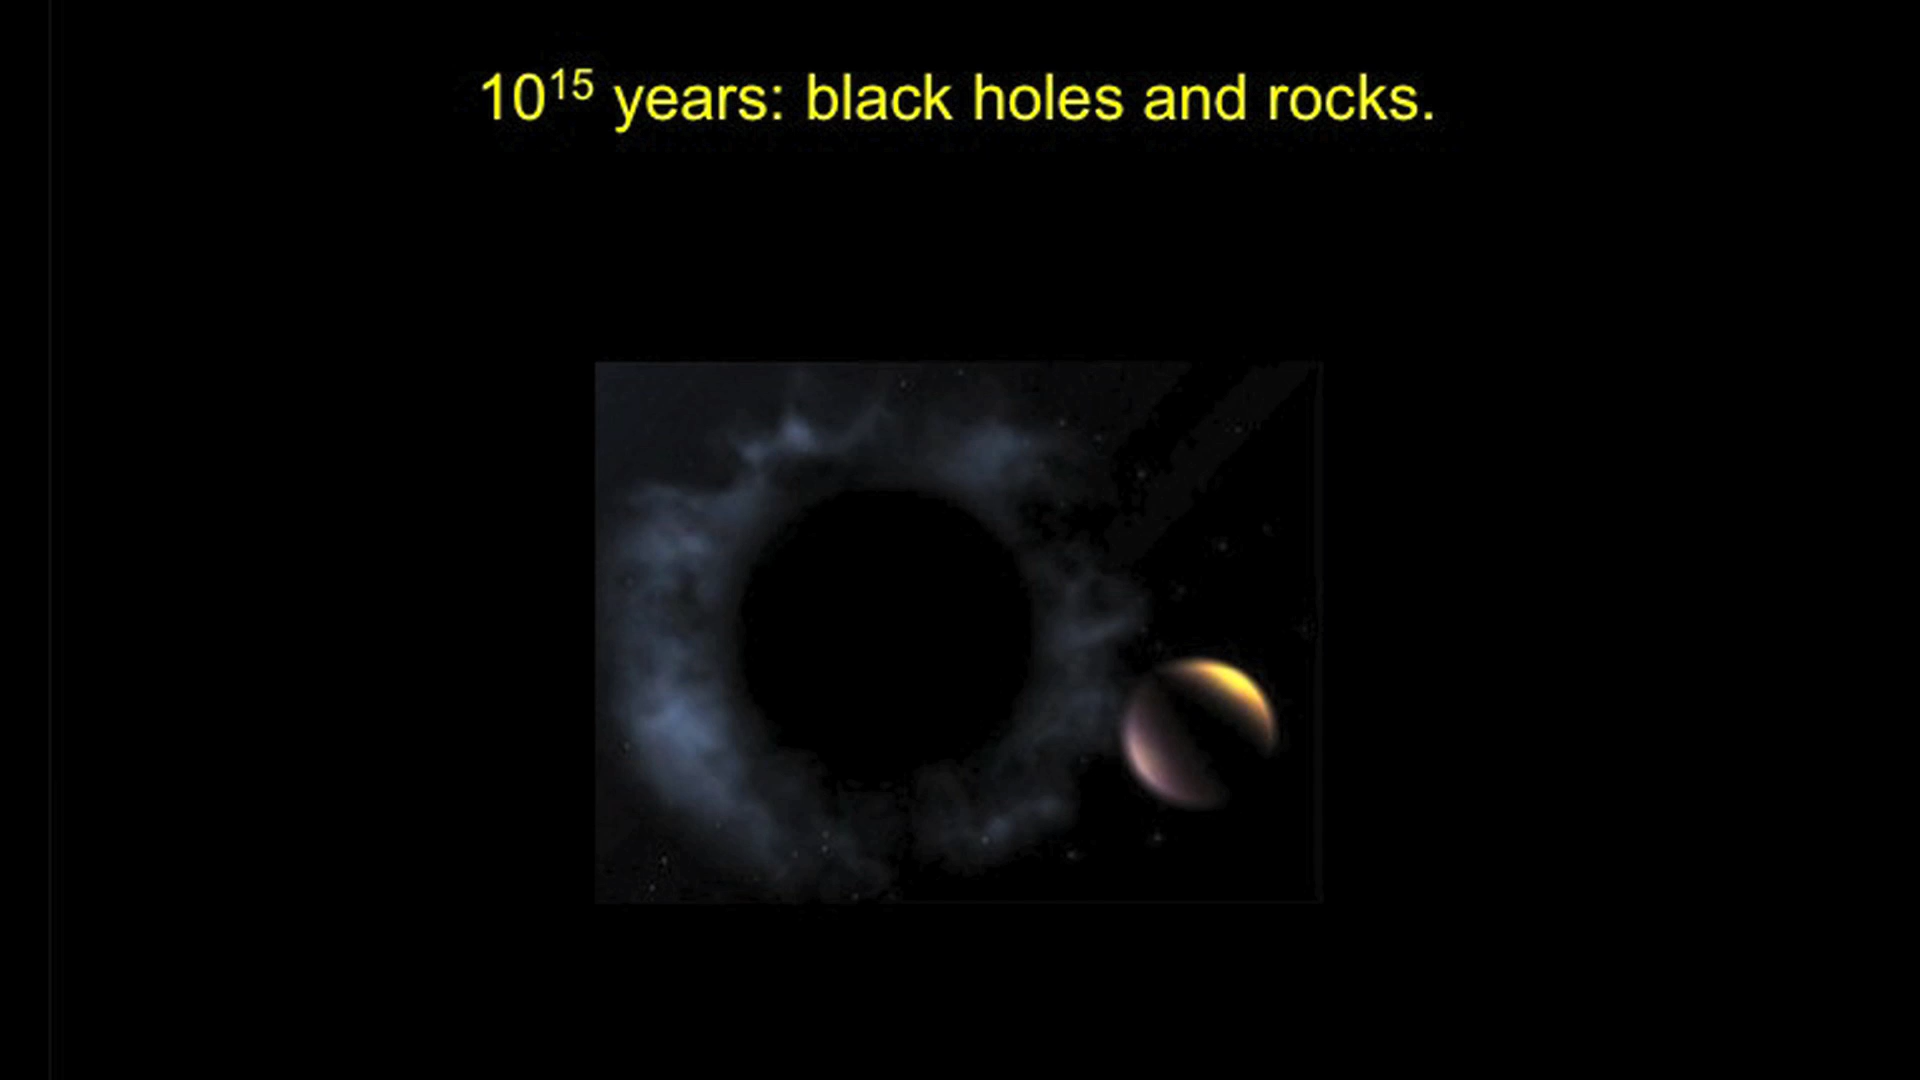 10¹⁵ years: black holes and rocks.